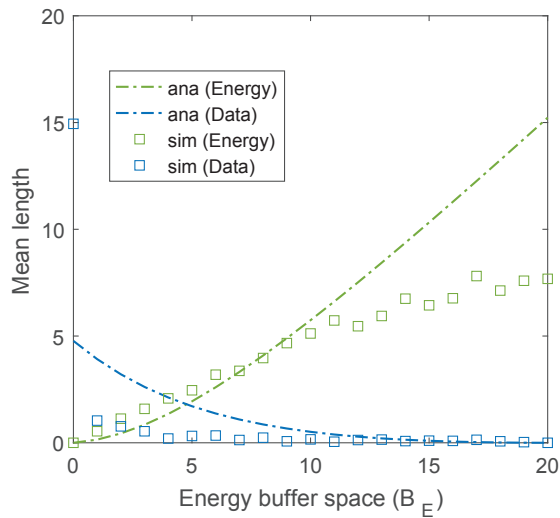 20
15
10
5
0
Mean length
ana (Energy)
ana (Data)
sim (Energy)
sim (Data)
0 5 10 15 20
Energy buffer space (B_E)